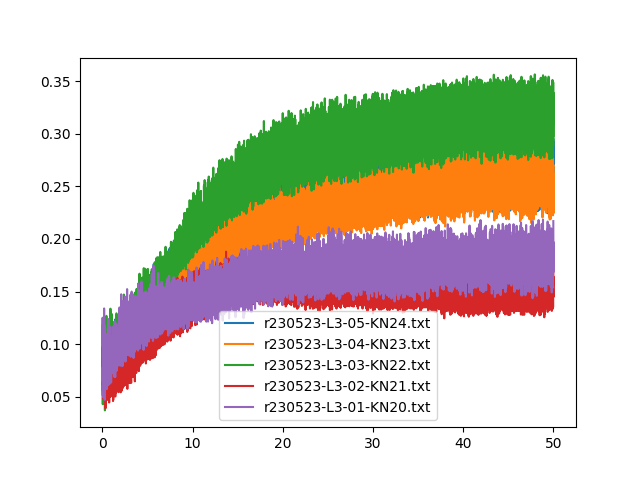 0.35
0.30
0.25
0.20
0.15
0.10
0.05
r230523-L3-05-KN24.txt
r230523-L3-04-KN23.txt
r230523-L3-03-KN22.txt
r230523-L3-02-KN21.txt
r230523-L3-01-KN20.txt
0 10 20 30 40 50